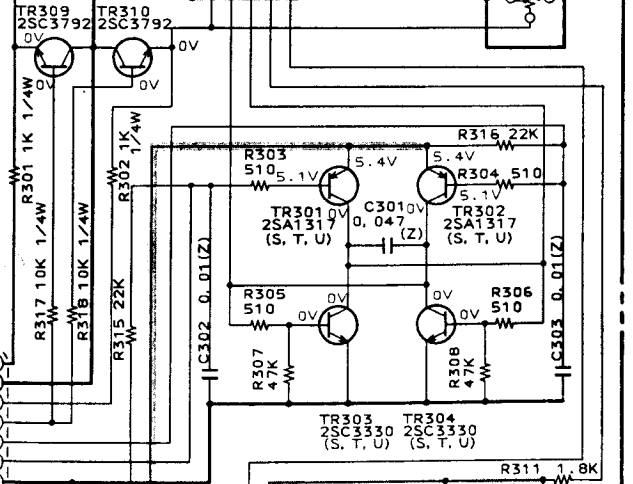 TR309
2SC3792
TR310
2SC3792
0V
0V
0V
0V
R301 1K 1/4W
R302 1K
1/4W
R316 22K
R303
510
5.1V
5.4V
5.4V
R304 510
5.1V
TR301
2SA1317
(S, T, U)
0V
C301
0.047
(Z)
0V
TR302
2SA1317
(S, T, U)
R317 10K 1/4W
R318 10K 1/4W
R315 22K
C302 0.01(Z)
C303 0.01(Z)
R305
510
0V
0V
0V
0V
R306
510
R307
47K
R308
47K
TR303
2SC3330
(S, T, U)
TR304
2SC3330
(S, T, U)
R311 1.8K